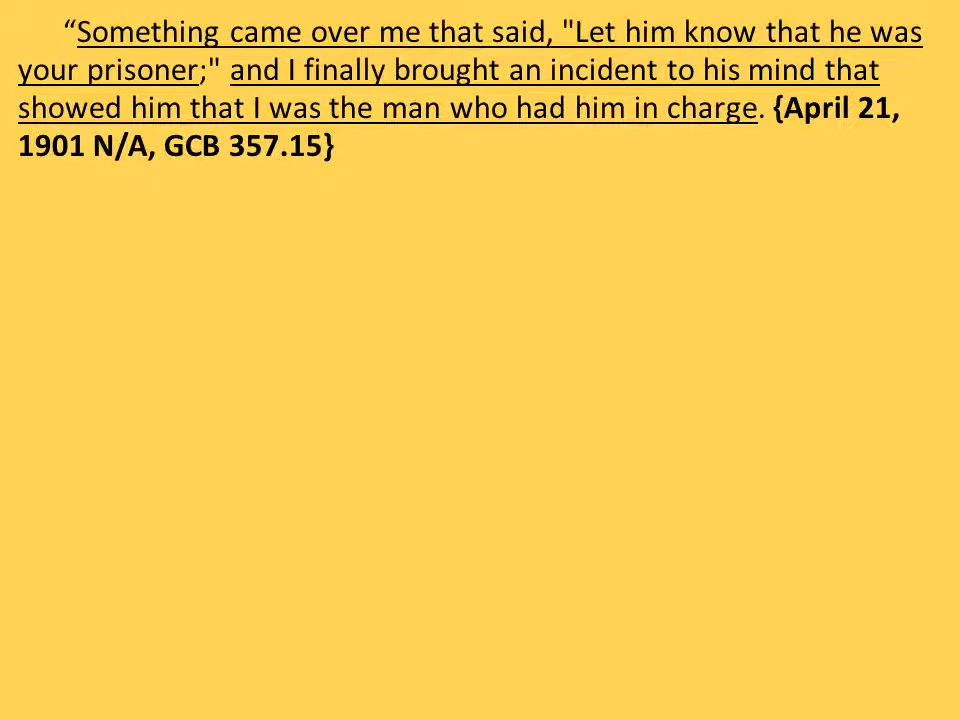 “Something came over me that said, "Let him know that he was
your prisoner;" and I finally brought an incident to his mind that
showed him that I was the man who had him in charge. {April 21,
1901 N/A, GCB 357.15}